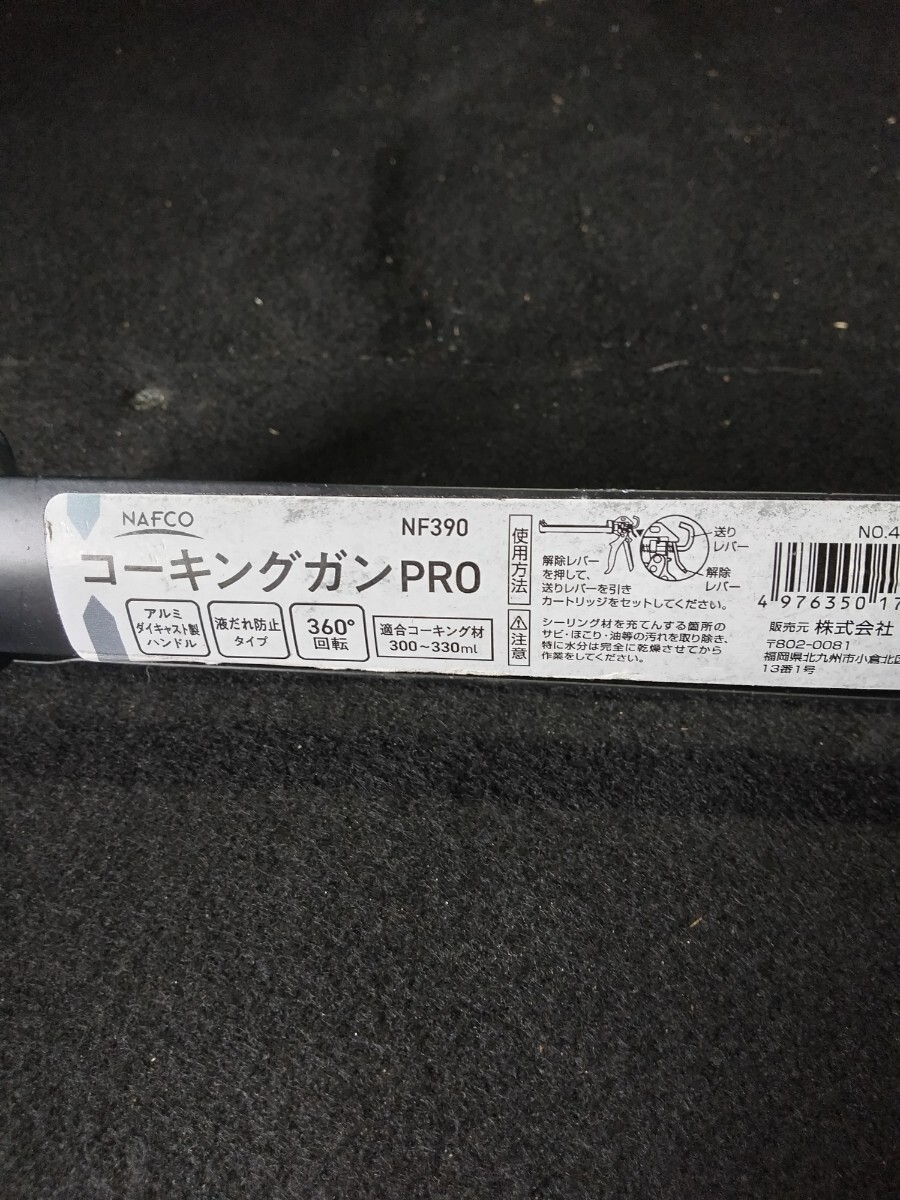 NAFCO
NF390
コーキングガンPRO
アルミ
ダイキャスト製
ハンドル
液だれ防止
タイプ
360°
回転
適合コーキング材
300～330ml
使用方法
解除レバー
を押して、
送りレバーを引き
カートリッジをセットしてください。
送り
レバー
解除
レバー
注意
シーリング材を充てんする箇所の
サビ・ほこり・油等の汚れを取り除き、
特に水分は完全に乾燥させてから
作業をしてください。
NO.4
4 976350 17
販売元 株式会社
〒802-0081
福岡県北九州市小倉北区
13番1号